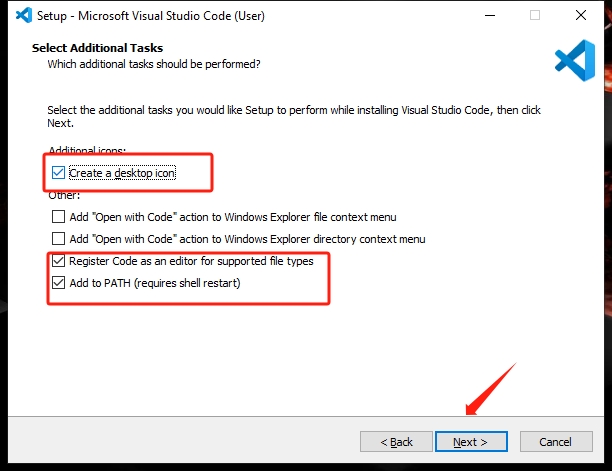 Setup - Microsoft Visual Studio Code (User)
Select Additional Tasks
Which additional tasks should be performed?
Select the additional tasks you would like Setup to perform while installing Visual Studio Code, then click
Next.
Additional icons:
Create a desktop icon
Other:
Add "Open with Code" action to Windows Explorer file context menu
Add "Open with Code" action to Windows Explorer directory context menu
Register Code as an editor for supported file types
Add to PATH (requires shell restart)
< Back Next > Cancel